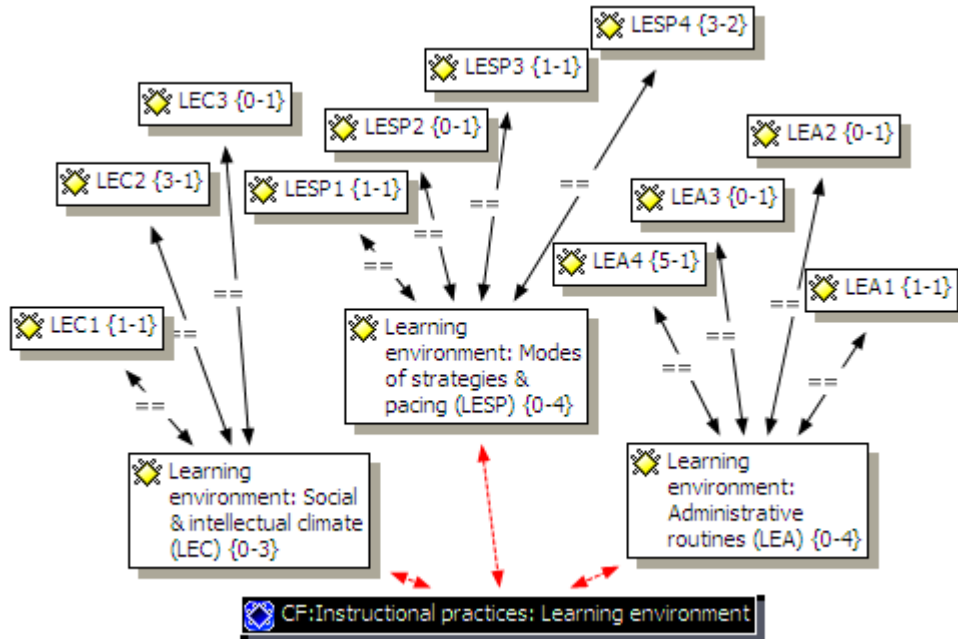 LESP4 {3-2}
LESP3 {1-1}
LEC3 {0-1}
LESP2 {0-1}
LEA2 {0-1}
LEC2 {3-1}
LESP1 {1-1}
LEA3 {0-1}
LEA4 {5-1}
LEA1 {1-1}
LEC1 {1-1}
==
==
==
==
==
==
==
==
==
==
==
Learning
environment: Modes
of strategies &
pacing (LESP) {0-4}
Learning
environment: Social
& intellectual climate
(LEC) {0-3}
Learning
environment:
Administrative
routines (LEA) {0-4}
CF:Instructional practices: Learning environment